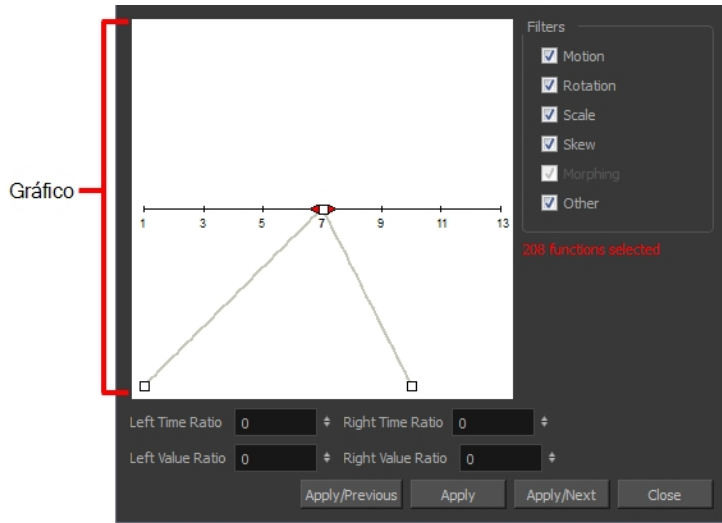 Filters
Motion
Rotation
Scale
Skew
Morphing
Other
208 functions selected
Gráfico
1 3 5 7 9 11 13
Left Time Ratio 0 Right Time Ratio 0
Left Value Ratio 0 Right Value Ratio 0
Apply/Previous Apply Apply/Next Close